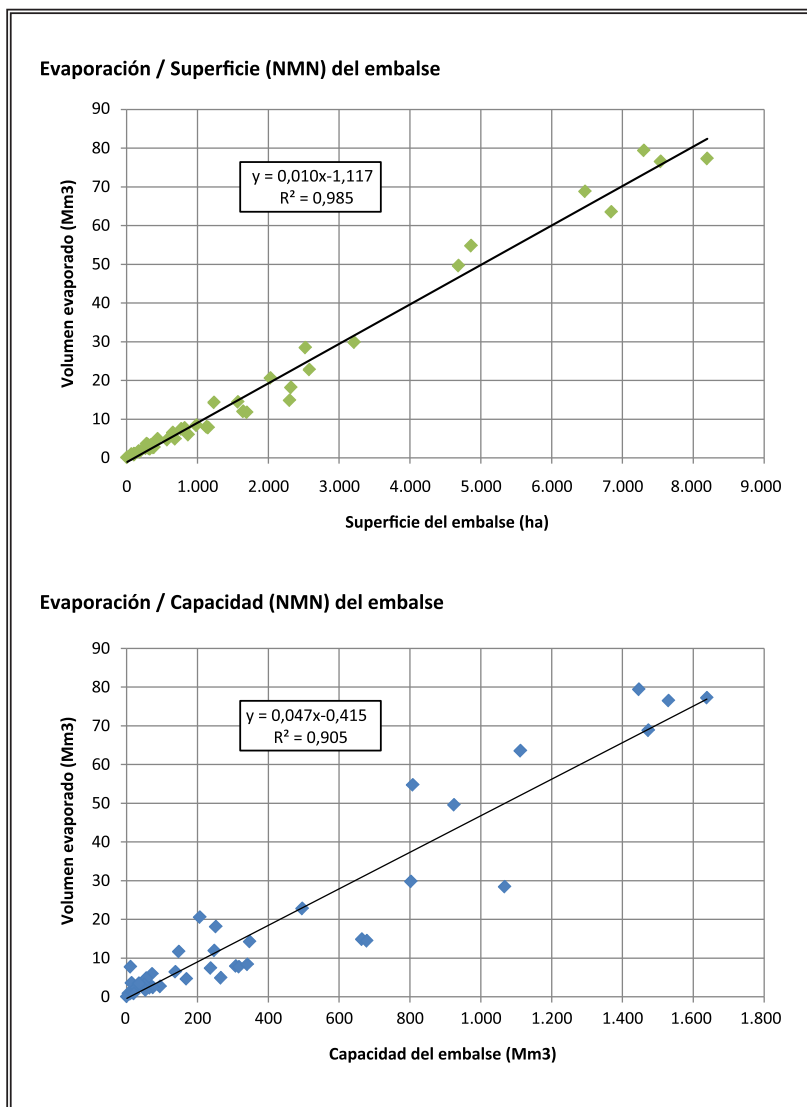 Evaporación / Superficie (NMN) del embalse
90
80
70
60
50
40
30
20
10
0
Volumen evaporado (Mm3)
y = 0,010x-1,117
R² = 0,985
0 1.000 2.000 3.000 4.000 5.000 6.000 7.000 8.000 9.000
Superficie del embalse (ha)
Evaporación / Capacidad (NMN) del embalse
90
80
70
60
50
40
30
20
10
0
Volumen evaporado (Mm3)
y = 0,047x-0,415
R² = 0,905
0 200 400 600 800 1.000 1.200 1.400 1.600 1.800
Capacidad del embalse (Mm3)